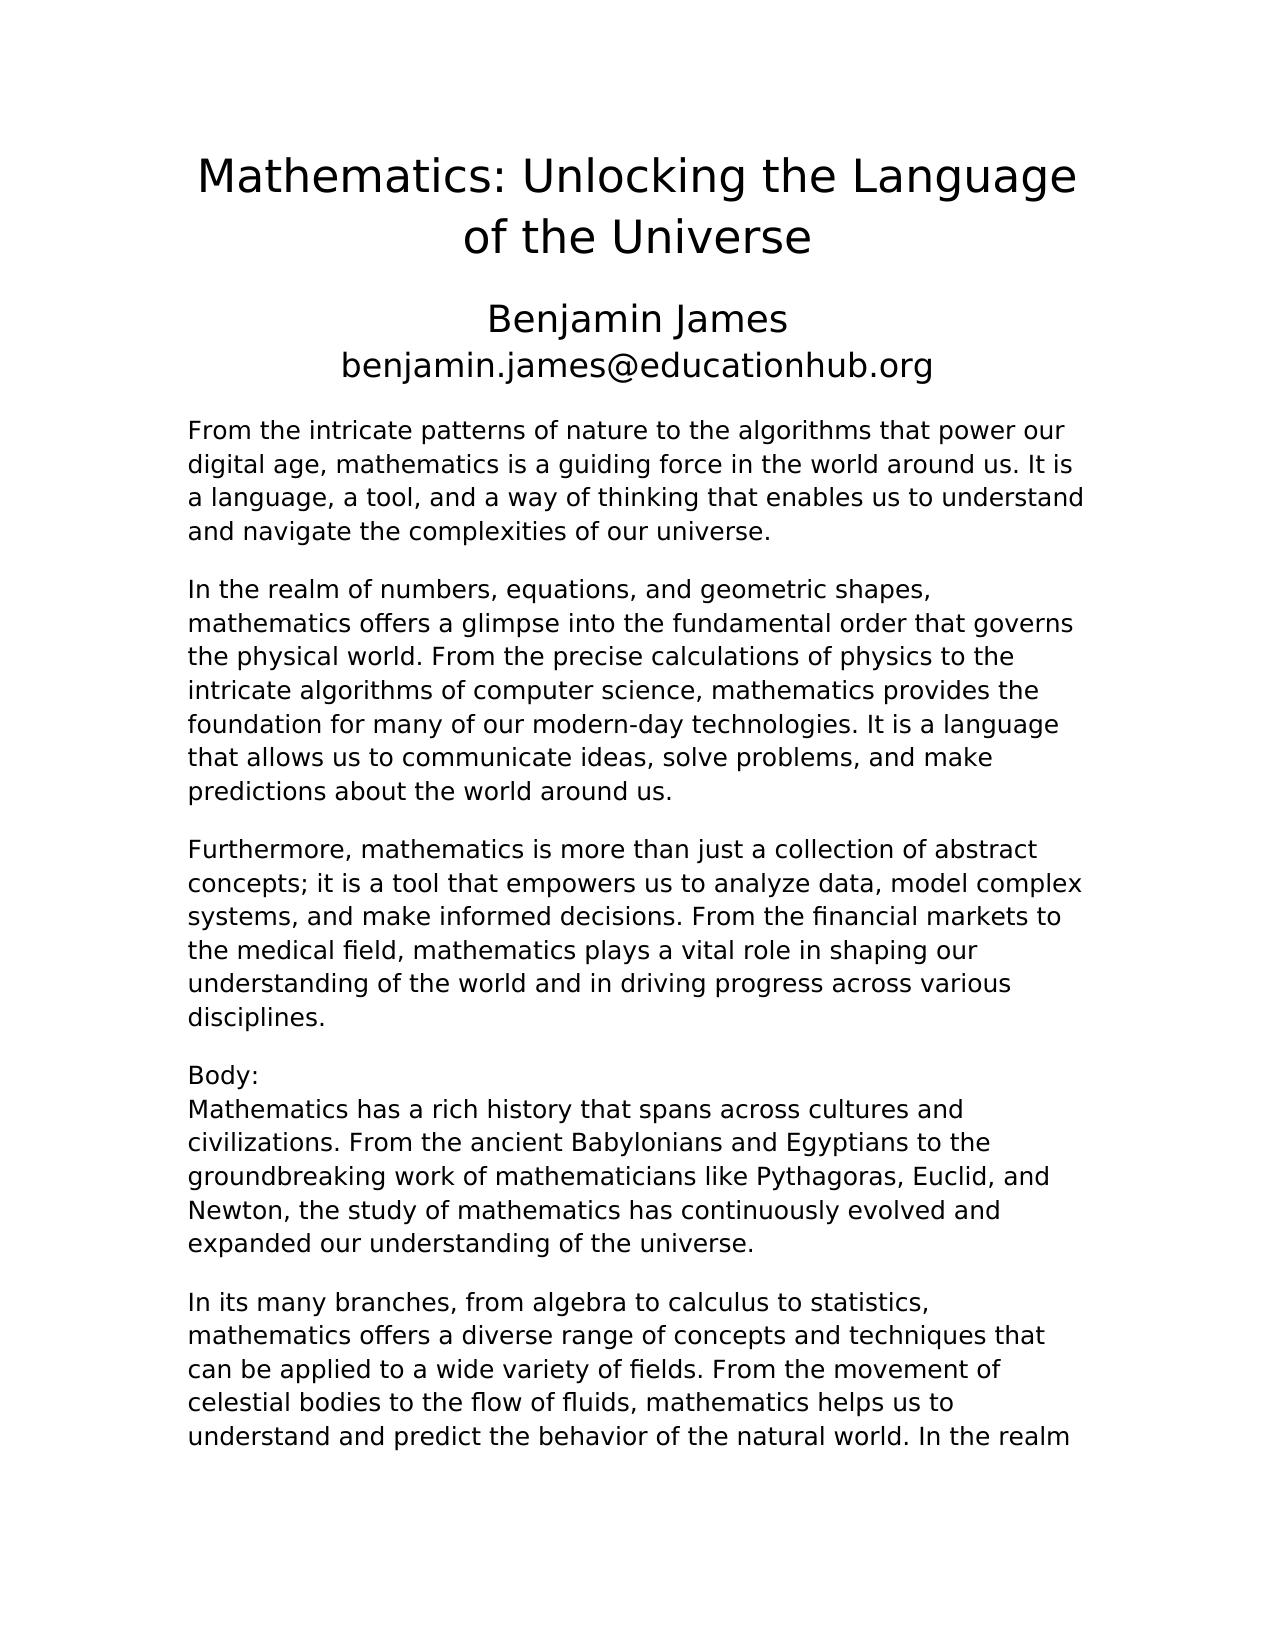 Mathematics: Unlocking the Language
of the Universe
Benjamin James
benjamin.james@educationhub.org
From the intricate patterns of nature to the algorithms that power our
digital age, mathematics is a guiding force in the world around us. It is
a language, a tool, and a way of thinking that enables us to understand
and navigate the complexities of our universe.
In the realm of numbers, equations, and geometric shapes,
mathematics offers a glimpse into the fundamental order that governs
the physical world. From the precise calculations of physics to the
intricate algorithms of computer science, mathematics provides the
foundation for many of our modern-day technologies. It is a language
that allows us to communicate ideas, solve problems, and make
predictions about the world around us.
Furthermore, mathematics is more than just a collection of abstract
concepts; it is a tool that empowers us to analyze data, model complex
systems, and make informed decisions. From the financial markets to
the medical field, mathematics plays a vital role in shaping our
understanding of the world and in driving progress across various
disciplines.
Body:
Mathematics has a rich history that spans across cultures and
civilizations. From the ancient Babylonians and Egyptians to the
groundbreaking work of mathematicians like Pythagoras, Euclid, and
Newton, the study of mathematics has continuously evolved and
expanded our understanding of the universe.
In its many branches, from algebra to calculus to statistics,
mathematics offers a diverse range of concepts and techniques that
can be applied to a wide variety of fields. From the movement of
celestial bodies to the flow of fluids, mathematics helps us to
understand and predict the behavior of the natural world. In the realm